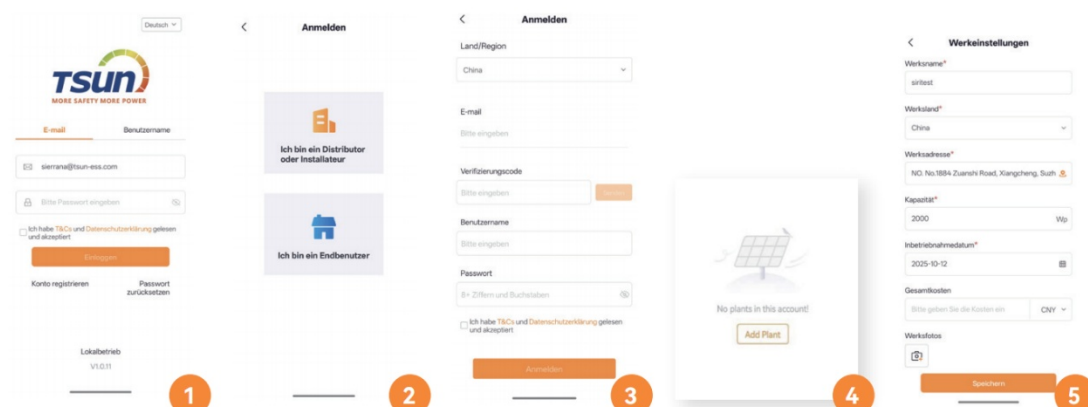 Deutsch
TSUN
MORE SAFETY MORE POWER
E-mail
Benutzername
sierrana@tsun-ess.com
Bitte Passwort eingeben
Ich habe T&Cs und Datenschutzerklärung gelesen
und akzeptiert
Einloggen
Konto registrieren
Passwort
zurücksetzen
Lokalbetrieb
V1.0.11
1
Anmelden
Ich bin ein Distributor
oder Installateur
Ich bin ein Endbenutzer
2
Anmelden
Land/Region
China
E-mail
Bitte eingeben
Verifizierungscode
Bitte eingeben
Benutzername
Bitte eingeben
Passwort
8+ Ziffern und Buchstaben
Ich habe T&Cs und Datenschutzerklärung gelesen
und akzeptiert
Anmelden
3
No plants in this account!
Add Plant
4
Werkeinstellungen
Werksname*
siritest
Werksland*
China
Werksadresse*
NO. No.1884 Zuanshi Road, Xiangcheng, Suzh
Kapazität*
2000
Wp
Inbetriebnahmedatum*
2025-10-12
Gesamtkosten
Bitte geben Sie die Kosten ein
CNY
Werksfotos
Speichern
5